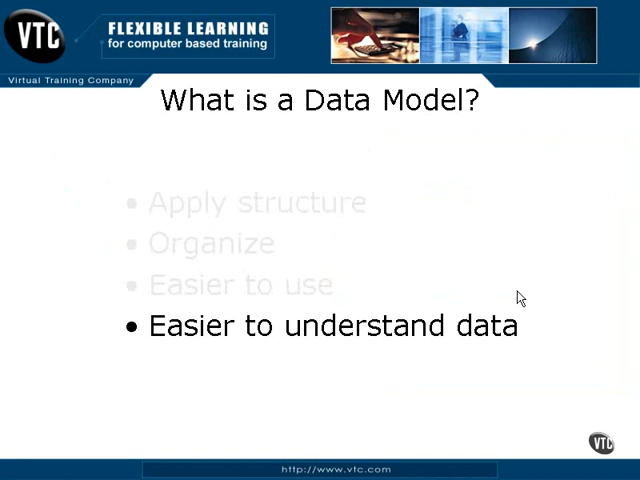 VTC
FLEXIBLE LEARNING
for computer based training
Virtual Training Company
What is a Data Model?
• Apply structure
• Organize
• Easier to use
• Easier to understand data
VTC
http://www.vtc.com